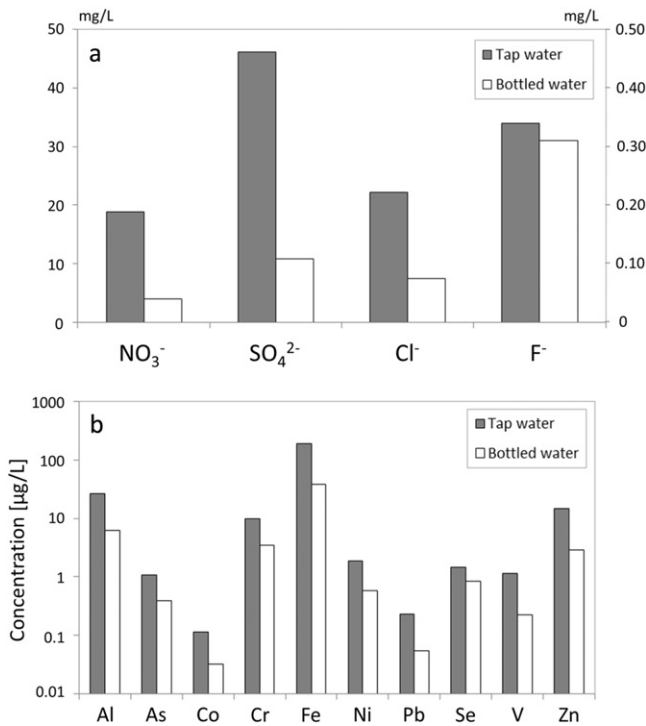 mg/L mg/L
50 0.50
a
Tap water
Bottled water
40 0.40
30 0.30
20 0.20
10 0.10
0 0
NO₃⁻ SO₄²⁻ Cl⁻ F⁻
1000
b
Tap water
Bottled water
100
10
1
0.1
0.01
Concentration [µg/L]
Al As Co Cr Fe Ni Pb Se V Zn